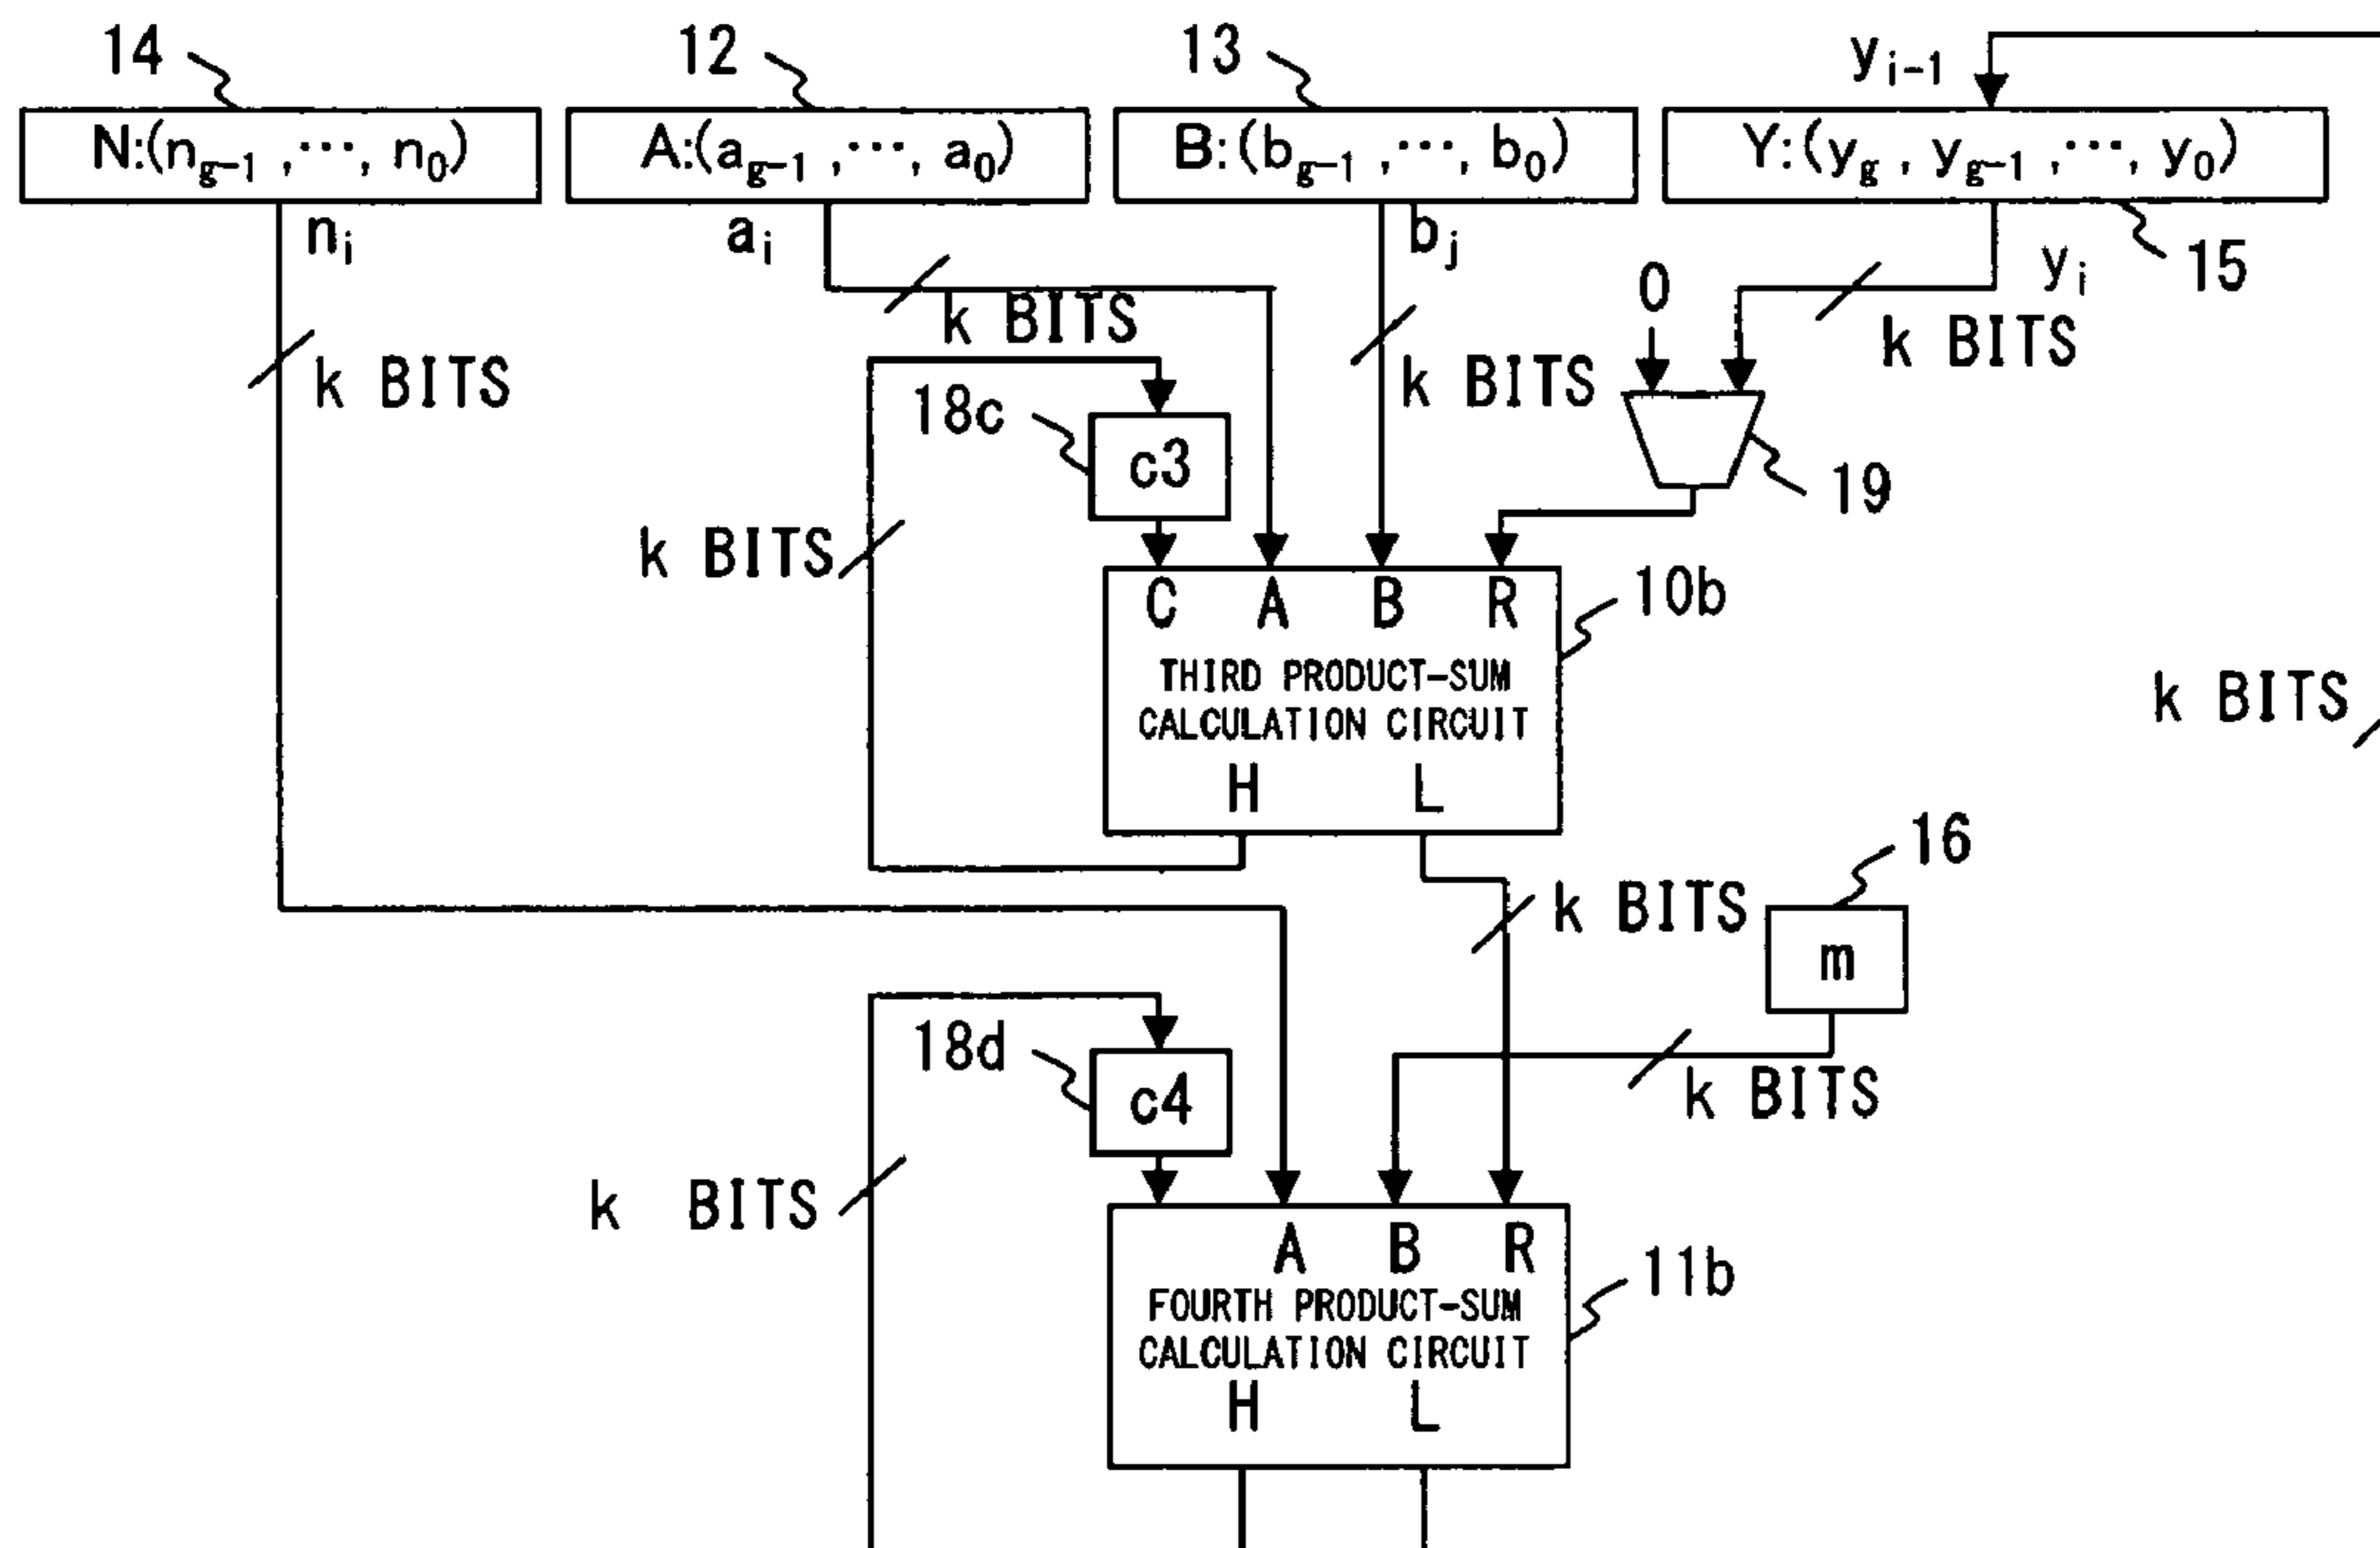 14
12
13
y_{i-1}
N:(n_{g-1} ,⋯, n_0)
A:(a_{g-1} ,⋯, a_0)
B:(b_{g-1} ,⋯, b_0)
Y:(y_g , y_{g-1} ,⋯, y_0)
n_i
a_i
b_j
y_i
15
0
k BITS
k BITS
k BITS
k BITS
18c
c3
19
k BITS
10b
C A B R
THIRD PRODUCT-SUM
CALCULATION CIRCUIT
k BITS
H L
16
k BITS
m
18d
c4
k BITS
k BITS
A B R
11b
FOURTH PRODUCT-SUM
CALCULATION CIRCUIT
H L